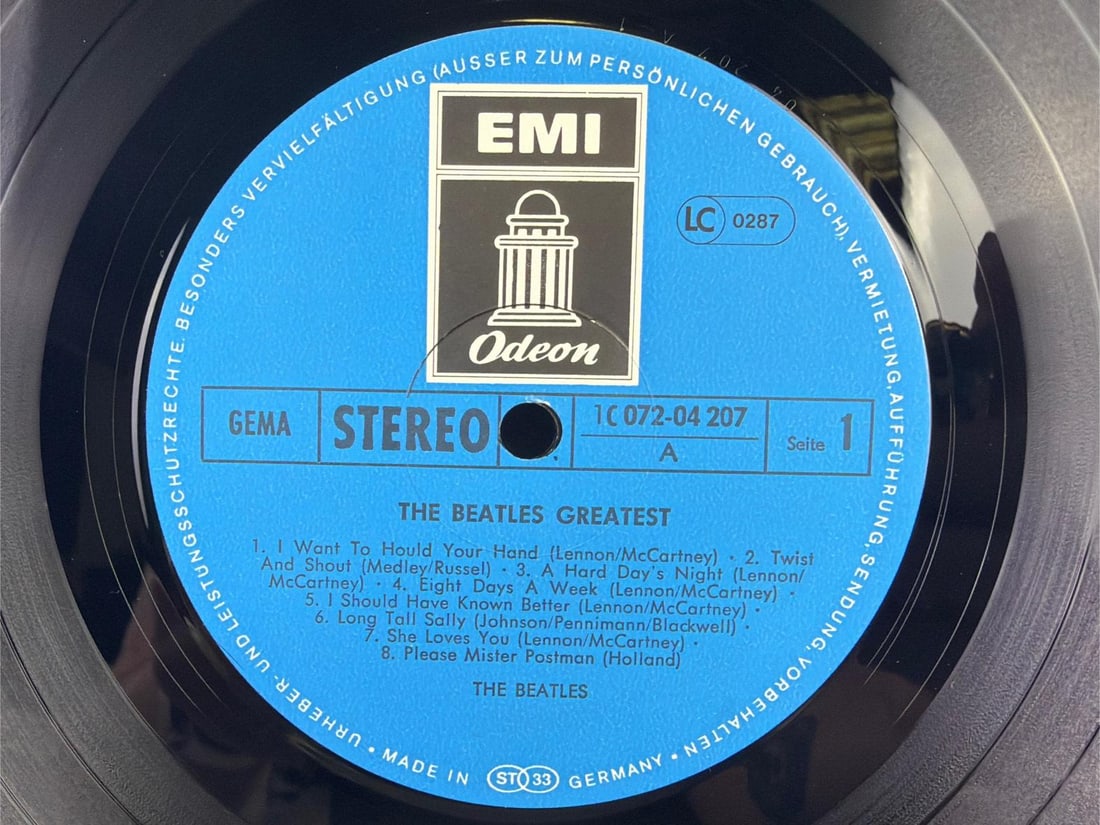 URHEBER- UND LEISTUNGSSCHUTZRECHTE. BESONDERS VERVIELFÄLTIGUNG (AUSSER ZUM PERSÖNLICHEN GEBRAUCH), VERMIETUNG, AUFFÜHRUNG, SENDUNG, VORBEHALTEN • MADE IN ST 33 GERMANY •
EMI
Odeon
LC 0287
GEMA STEREO 1C 072-04 207
A
Seite 1
THE BEATLES GREATEST
1. I Want To Hould Your Hand (Lennon/McCartney) · 2. Twist
And Shout (Medley/Russel) · 3. A Hard Day's Night (Lennon/
McCartney) · 4. Eight Days A Week (Lennon/McCartney) ·
5. I Should Have Known Better (Lennon/McCartney) ·
6. Long Tall Sally (Johnson/Pennimann/Blackwell) ·
7. She Loves You (Lennon/McCartney) ·
8. Please Mister Postman (Holland)
THE BEATLES